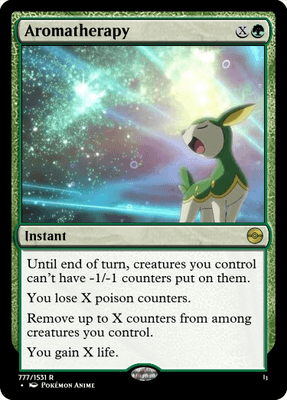 Aromatherapy X
Instant
Until end of turn, creatures you control
can't have -1/-1 counters put on them.
You lose X poison counters.
Remove up to X counters from among
creatures you control.
You gain X life.
777/1531 R
• Pokémon Anime